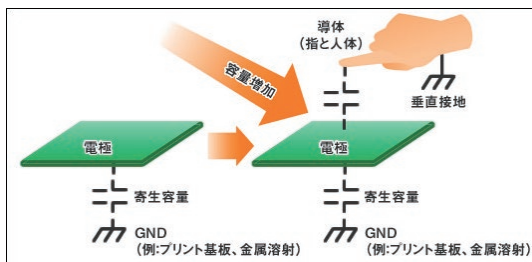 導体
(指と人体)
容量増加
垂直接地
電極
寄生容量
GND
(例:プリント基板、金属溶射)
電極
寄生容量
GND
(例:プリント基板、金属溶射)